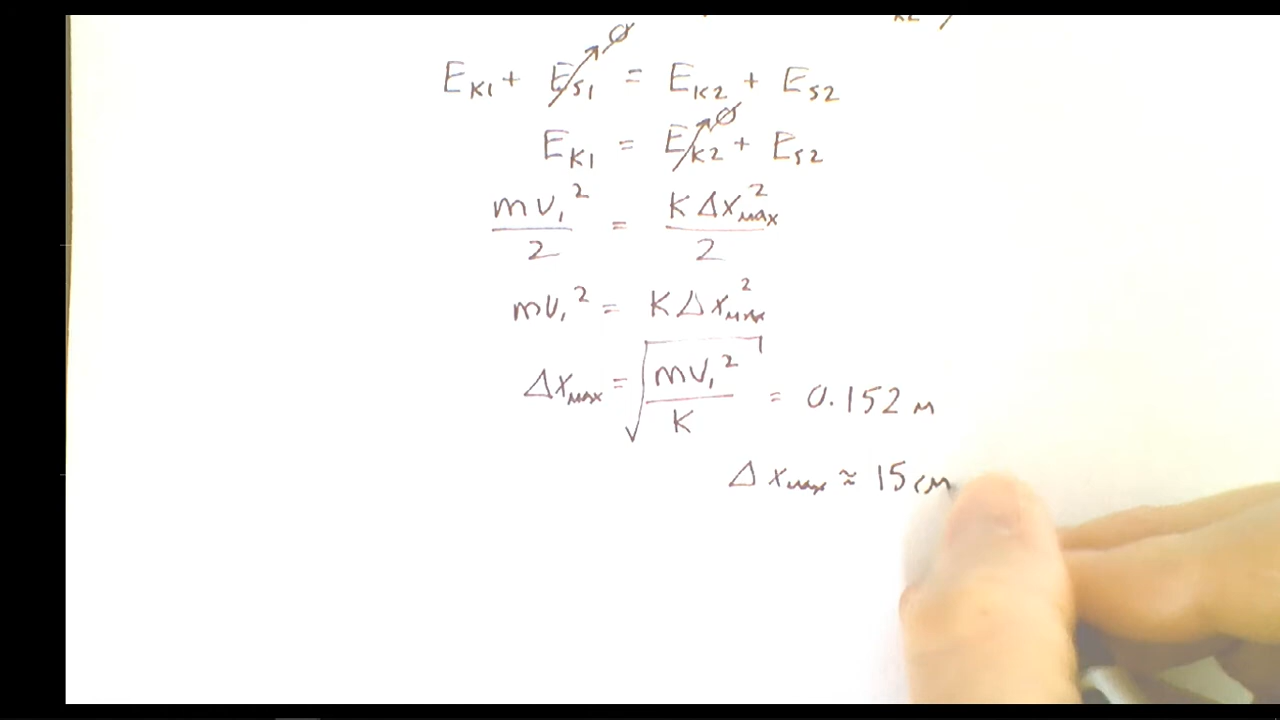 E_K1 + E_S1 ↗ ∅ = E_K2 + E_S2
E_K1 = E_K2 ↗ ∅ + E_S2
mv₁²/2 = kΔx_MAX²/2
mv₁² = kΔx_MAX²
Δx_MAX = √(mv₁²/k) = 0.152 m
Δx_max ≈ 15 cm